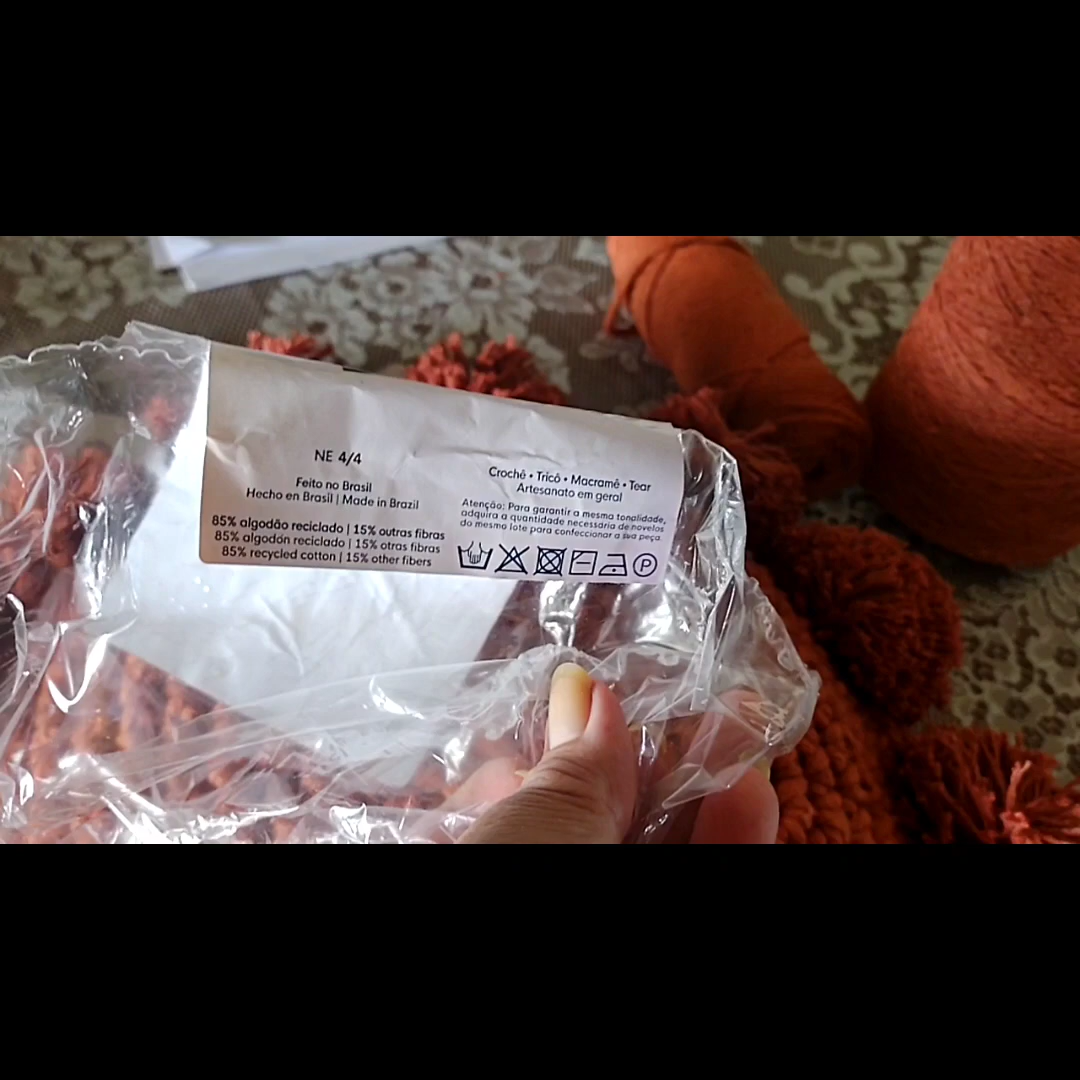 NE 4/4
Feito no Brasil
Hecho en Brasil | Made in Brazil
85% algodão reciclado | 15% outras fibras
85% algodón reciclado | 15% otras fibras
85% recycled cotton | 15% other fibers
Crochê • Tricô • Macramê • Tear
Artesanato em geral
Atenção: Para garantir a mesma tonalidade,
adquira a quantidade necessária de novelos
do mesmo lote para confeccionar a sua peça.
P